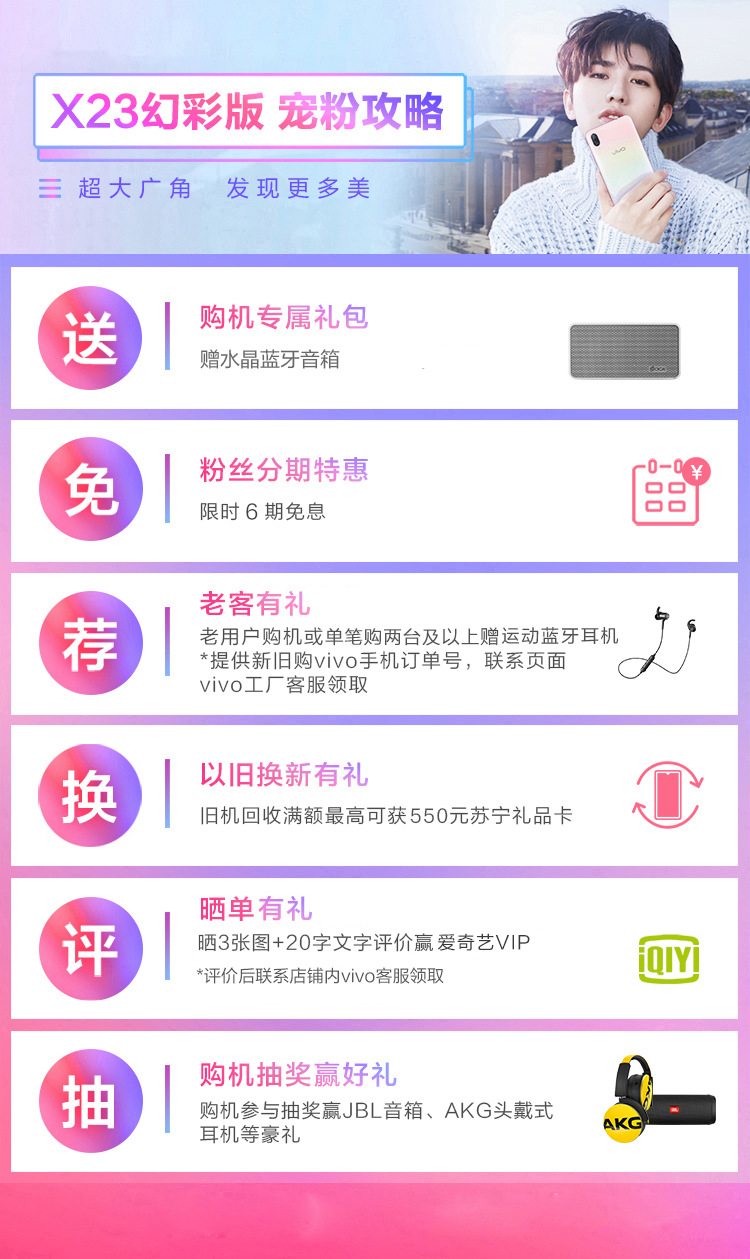 X23幻彩版 宠粉攻略
超大广角 发现更多美
vivo
送
购机专属礼包
赠水晶蓝牙音箱
免
粉丝分期特惠
限时6期免息
¥
荐
老客有礼
老用户购机或单笔购两台及以上赠运动蓝牙耳机
*提供新旧购vivo手机订单号，联系页面
vivo工厂客服领取
换
以旧换新有礼
旧机回收满额最高可获550元苏宁礼品卡
评
晒单有礼
晒3张图+20字文字评价赢爱奇艺VIP
*评价后联系店铺内vivo客服领取
iQIYI
抽
购机抽奖赢好礼
购机参与抽奖赢JBL音箱、AKG头戴式
耳机等豪礼
AKG
JBL